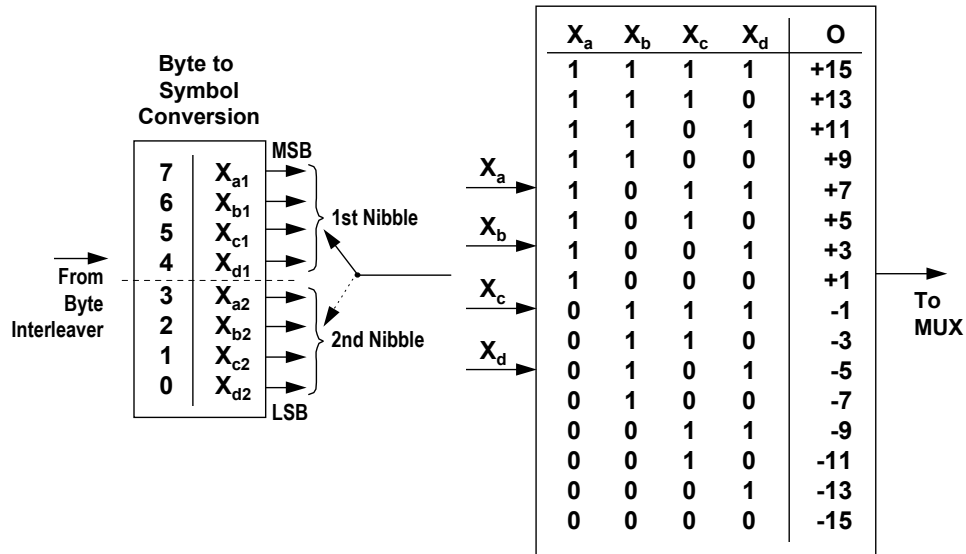 Byte to
Symbol
Conversion
MSB
7 Xa1
6 Xb1
5 Xc1
4 Xd1
3 Xa2
2 Xb2
1 Xc2
0 Xd2
LSB
1st Nibble
2nd Nibble
From
Byte
Interleaver
Xa
Xb
Xc
Xd
Xa Xb Xc Xd O
1 1 1 1 +15
1 1 1 0 +13
1 1 0 1 +11
1 1 0 0 +9
1 0 1 1 +7
1 0 1 0 +5
1 0 0 1 +3
1 0 0 0 +1
0 1 1 1 -1
0 1 1 0 -3
0 1 0 1 -5
0 1 0 0 -7
0 0 1 1 -9
0 0 1 0 -11
0 0 0 1 -13
0 0 0 0 -15
To
MUX